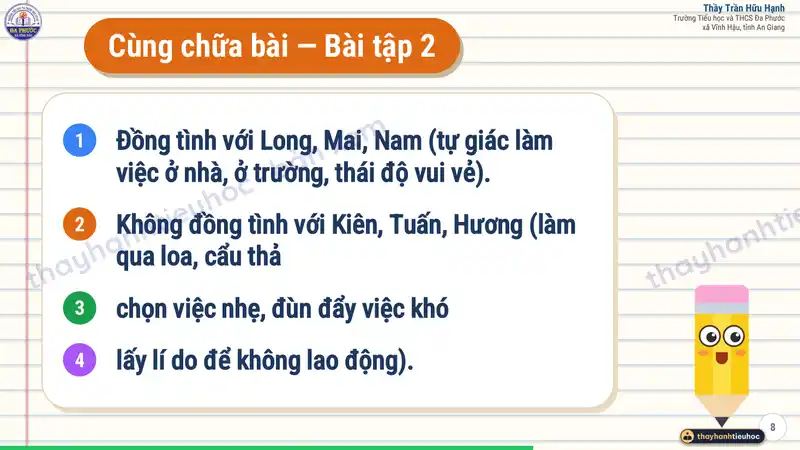 ĐA PHƯỚC
Thầy Trần Hữu Hạnh
Trường Tiểu học và THCS Đa Phước
xã Vĩnh Hậu, tỉnh An Giang
Cùng chữa bài – Bài tập 2
1 Đồng tình với Long, Mai, Nam (tự giác làm
việc ở nhà, ở trường, thái độ vui vẻ).
2 Không đồng tình với Kiên, Tuấn, Hương (làm
qua loa, cẩu thả
3 chọn việc nhẹ, đùn đẩy việc khó
4 lấy lí do để không lao động).
8
thayhanhtieuhoc